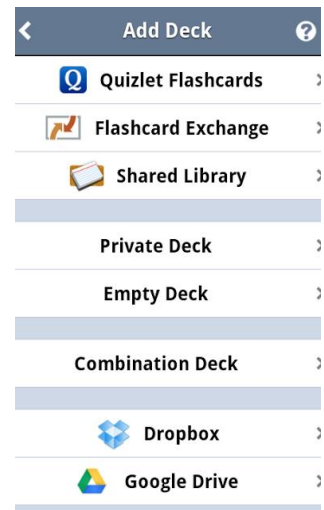 Add Deck ?
Q Quizlet Flashcards
Flashcard Exchange
Shared Library
Private Deck
Empty Deck
Combination Deck
Dropbox
Google Drive